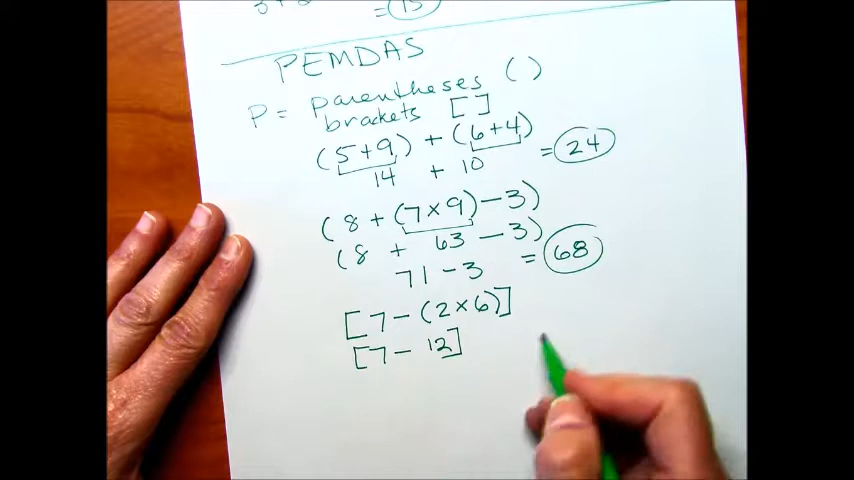 = 15
PEMDAS
P = parentheses ( )
brackets [ ]
(5+9) + (6+4)
14 + 10 = 24
(8 + (7×9) - 3)
(8 + 63 - 3)
71 - 3 = 68
[7 - (2×6)]
[7 - 12]